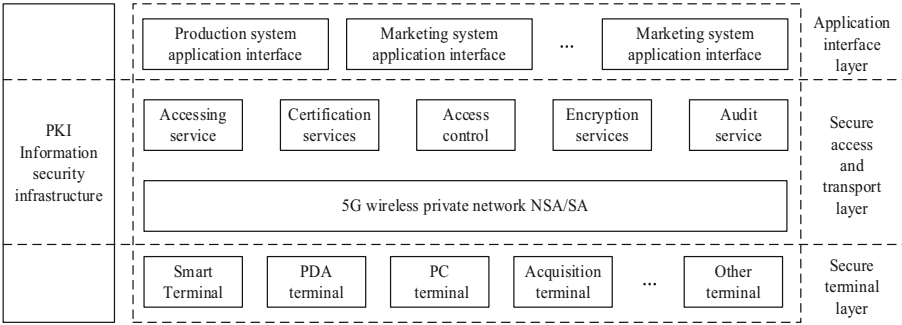 Production system
application interface
Marketing system
application interface
...
Marketing system
application interface
Application
interface
layer
PKI
Information
security
infrastructure
Accessing
service
Certification
services
Access
control
Encryption
services
Audit
service
5G wireless private network NSA/SA
Secure
access
and
transport
layer
Smart
Terminal
PDA
terminal
PC
terminal
Acquisition
terminal
...
Other
terminal
Secure
terminal
layer